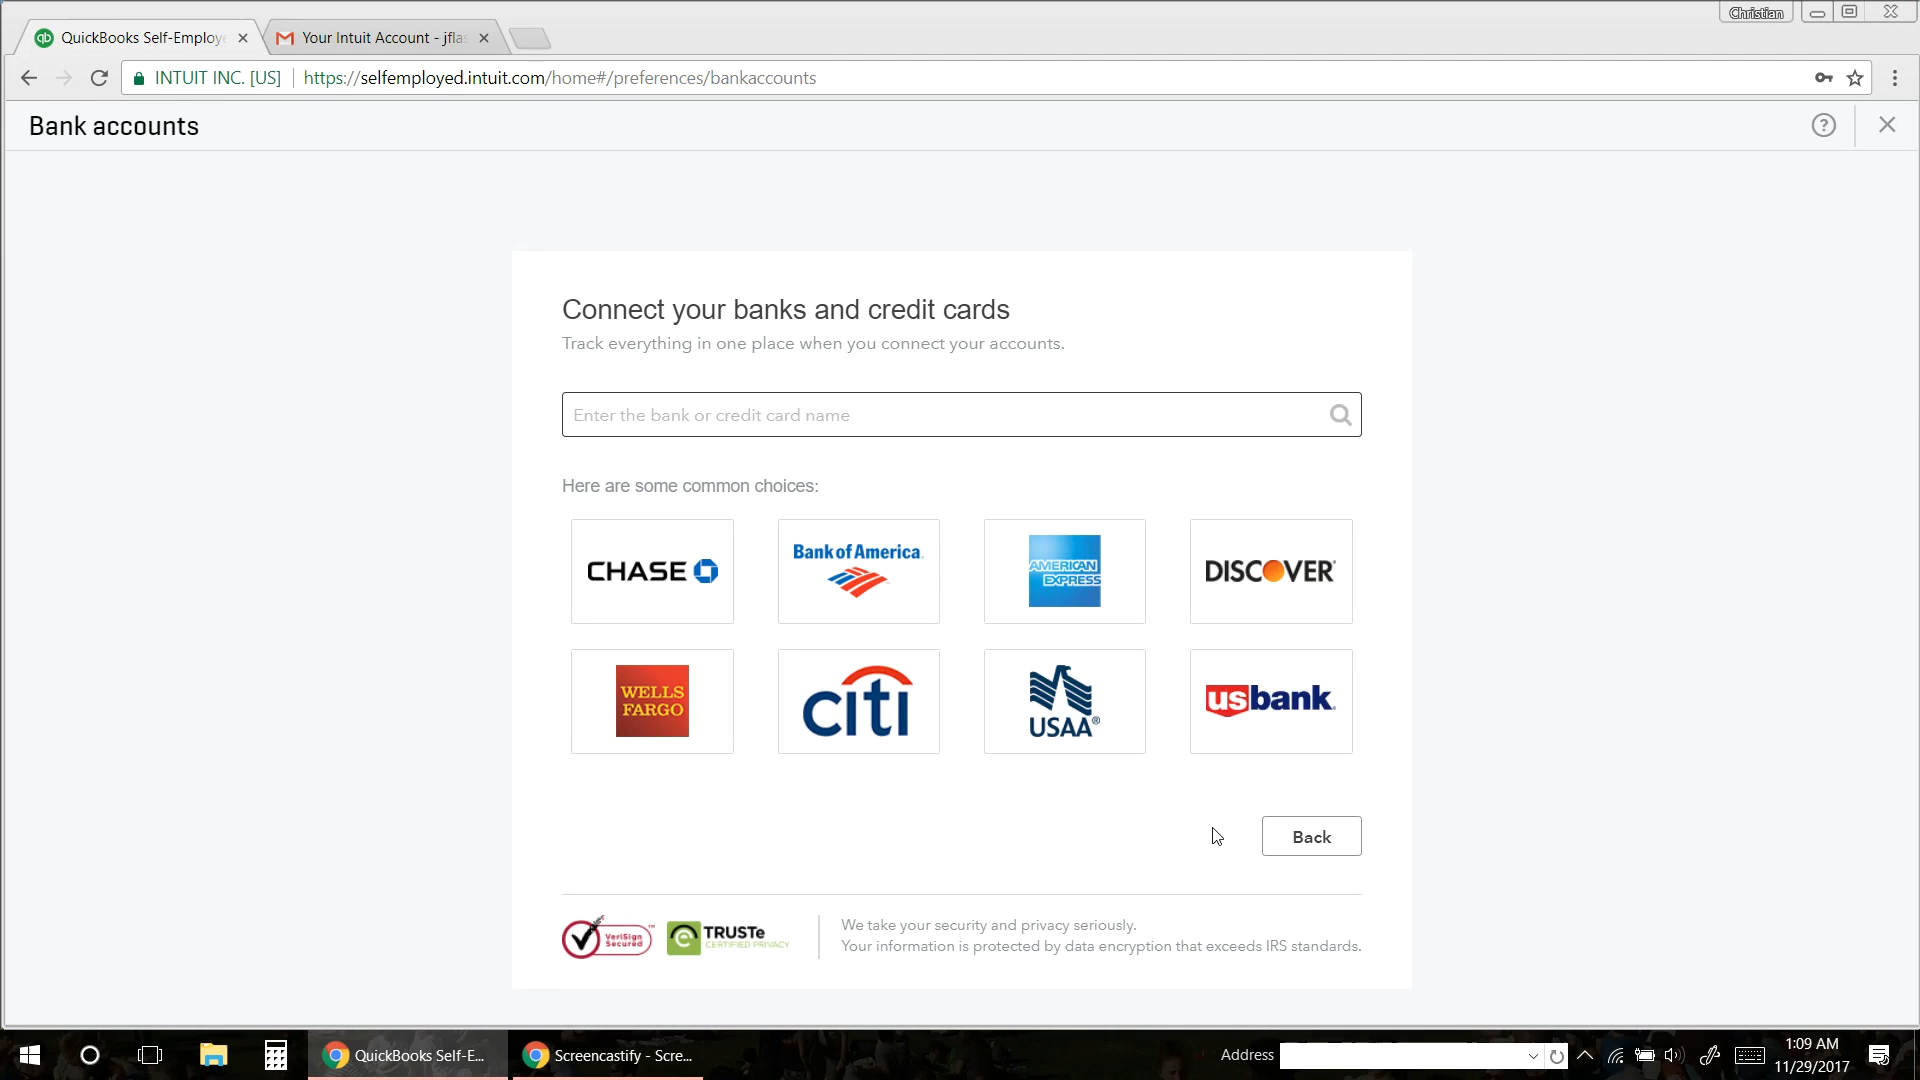 Christian
QuickBooks Self-Employe
Your Intuit Account - jfla
INTUIT INC. [US]
https://selfemployed.intuit.com/home#/preferences/bankaccounts
Bank accounts
Connect your banks and credit cards
Track everything in one place when you connect your accounts.
Enter the bank or credit card name
Here are some common choices:
CHASE
Bank of America
AMERICAN EXPRESS
DISCOVER
WELLS FARGO
citi
USAA®
usbank.
Back
VeriSign Secured
TRUSTe
CERTIFIED PRIVACY
We take your security and privacy seriously.
Your information is protected by data encryption that exceeds IRS standards.
QuickBooks Self-E...
Screencastify - Scre...
Address
1:09 AM
11/29/2017